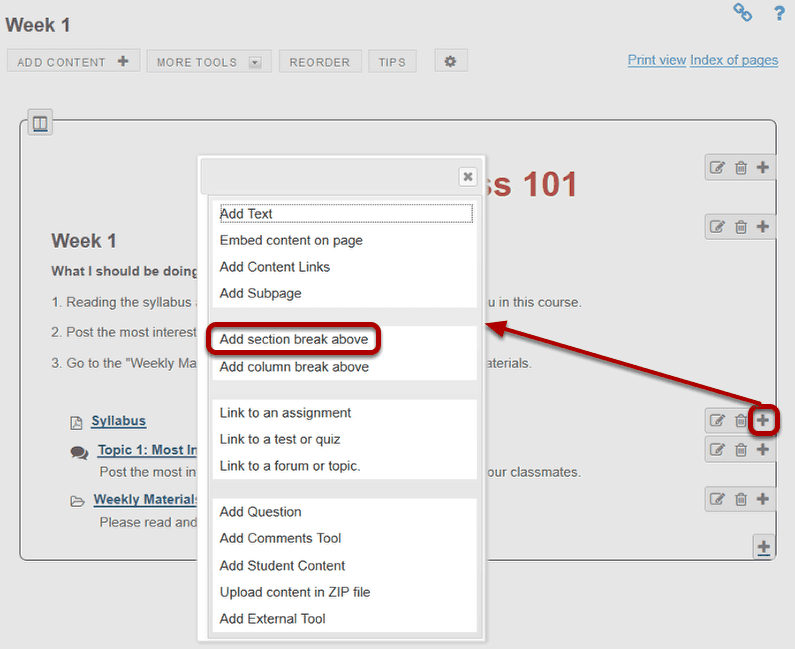 Week 1
?
ADD CONTENT
MORE TOOLS
REORDER
TIPS
Print view Index of pages
101
Week 1
What I should be doing
1. Reading the syllabus
u in this course.
2. Post the most interest
3. Go to the "Weekly Ma
aterials.
Syllabus
Topic 1: Most In
Post the most in
our classmates.
Weekly Materials
Please read and
Add Text
Embed content on page
Add Content Links
Add Subpage
Add section break above
Add column break above
Link to an assignment
Link to a test or quiz
Link to a forum or topic.
Add Question
Add Comments Tool
Add Student Content
Upload content in ZIP file
Add External Tool